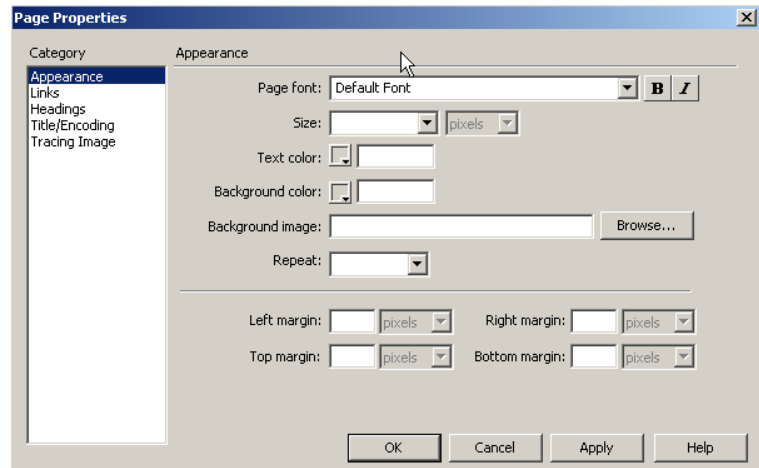 Page Properties
Category
Appearance
Links
Headings
Title/Encoding
Tracing Image
Appearance
Page font: Default Font B I
Size: pixels
Text color:
Background color:
Background image: Browse...
Repeat:
Left margin: pixels Right margin: pixels
Top margin: pixels Bottom margin: pixels
OK Cancel Apply Help